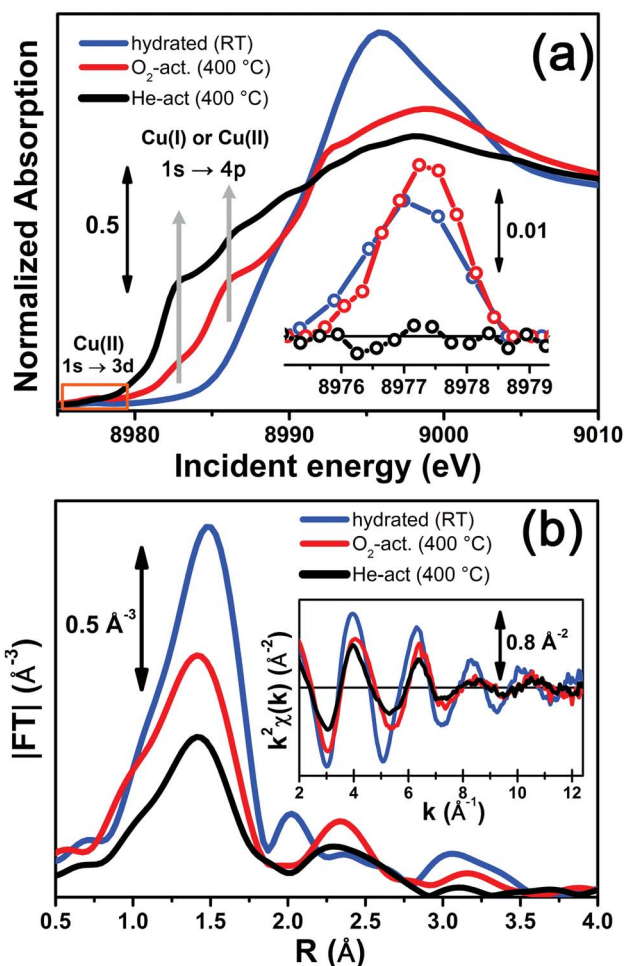 (a)
hydrated (RT)
O₂-act. (400 °C)
He-act (400 °C)
Cu(I) or Cu(II)
1s → 4p
0.5
0.01
Cu(II)
1s → 3d
8976 8977 8978 8979
Normalized Absorption
8980 8990 9000 9010
Incident energy (eV)
(b)
hydrated (RT)
O₂-act. (400 °C)
He-act (400 °C)
0.5 Å⁻³
0.8 Å⁻²
k²χ(k) (Å⁻²)
2 4 6 8 10 12
k (Å⁻¹)
|FT| (Å⁻³)
0.5 1.0 1.5 2.0 2.5 3.0 3.5 4.0
R (Å)